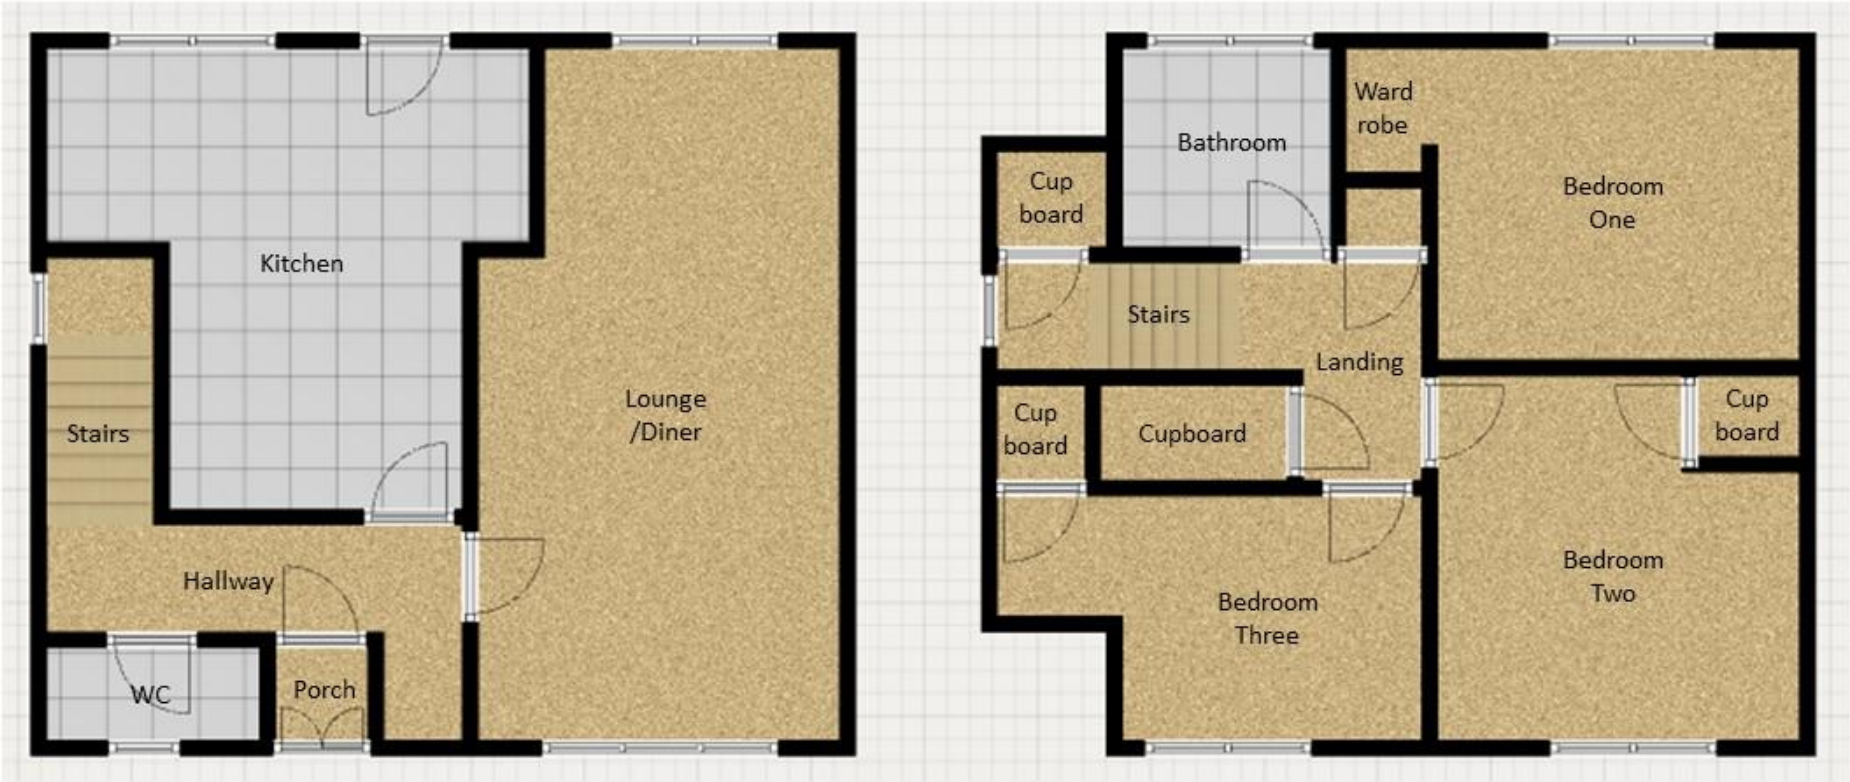 Kitchen
Lounge
/Diner
Stairs
Hallway
WC
Porch
Bathroom
Ward
robe
Cup
board
Bedroom
One
Stairs
Landing
Cup
board
Cupboard
Cup
board
Bedroom
Two
Bedroom
Three